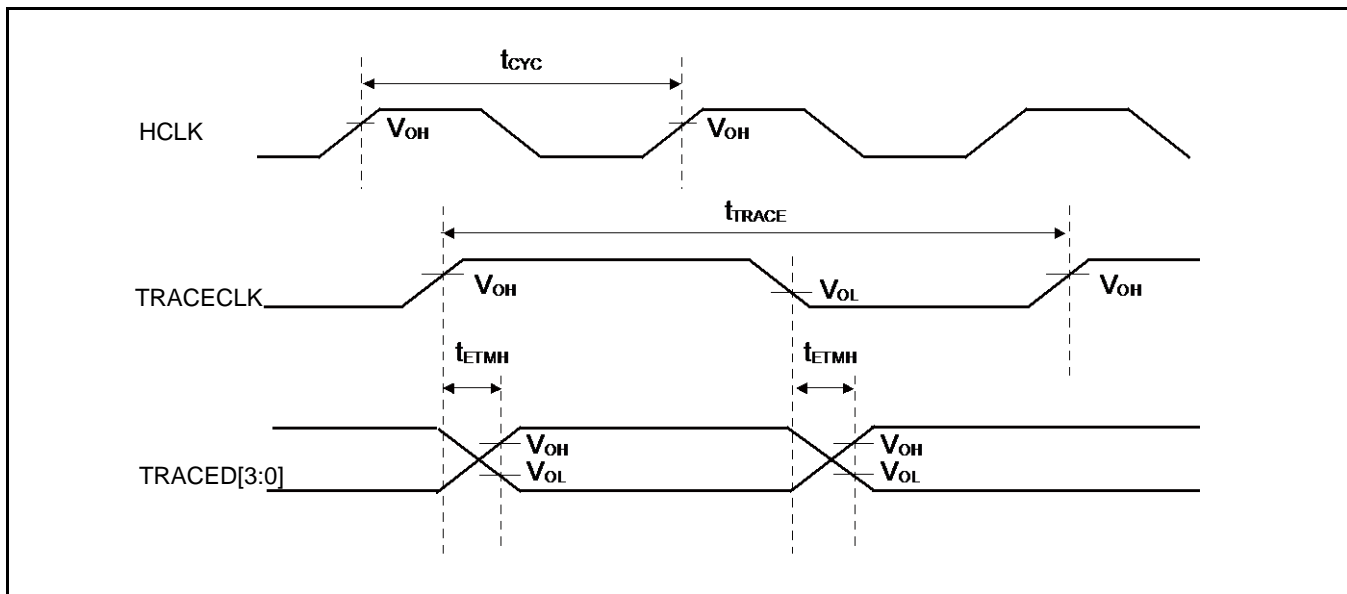 tCYC
HCLK
VOH
VOH
tTRACE
TRACECLK
VOH
VOL
VOH
tETMH
tETMH
TRACED[3:0]
VOH
VOL
VOH
VOL